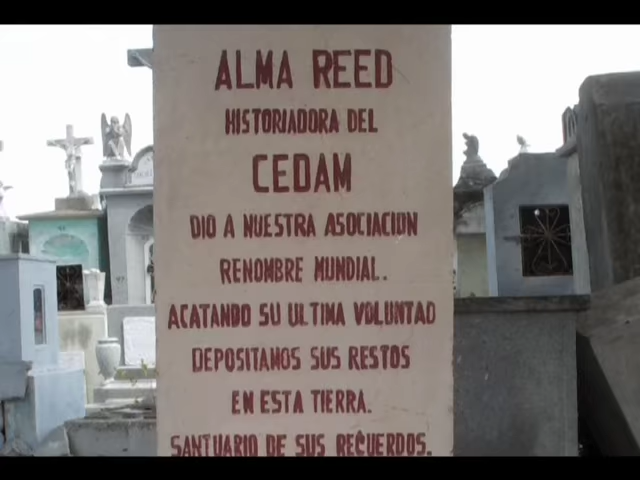 ALMA REED
HISTORIADORA DEL
CEDAM
DIO A NUESTRA ASOCIACION
RENOMBRE MUNDIAL.
ACATANDO SU ULTIMA VOLUNTAD
DEPOSITAMOS SUS RESTOS
EN ESTA TIERRA.
SANTUARIO DE SUS RECUERDOS.